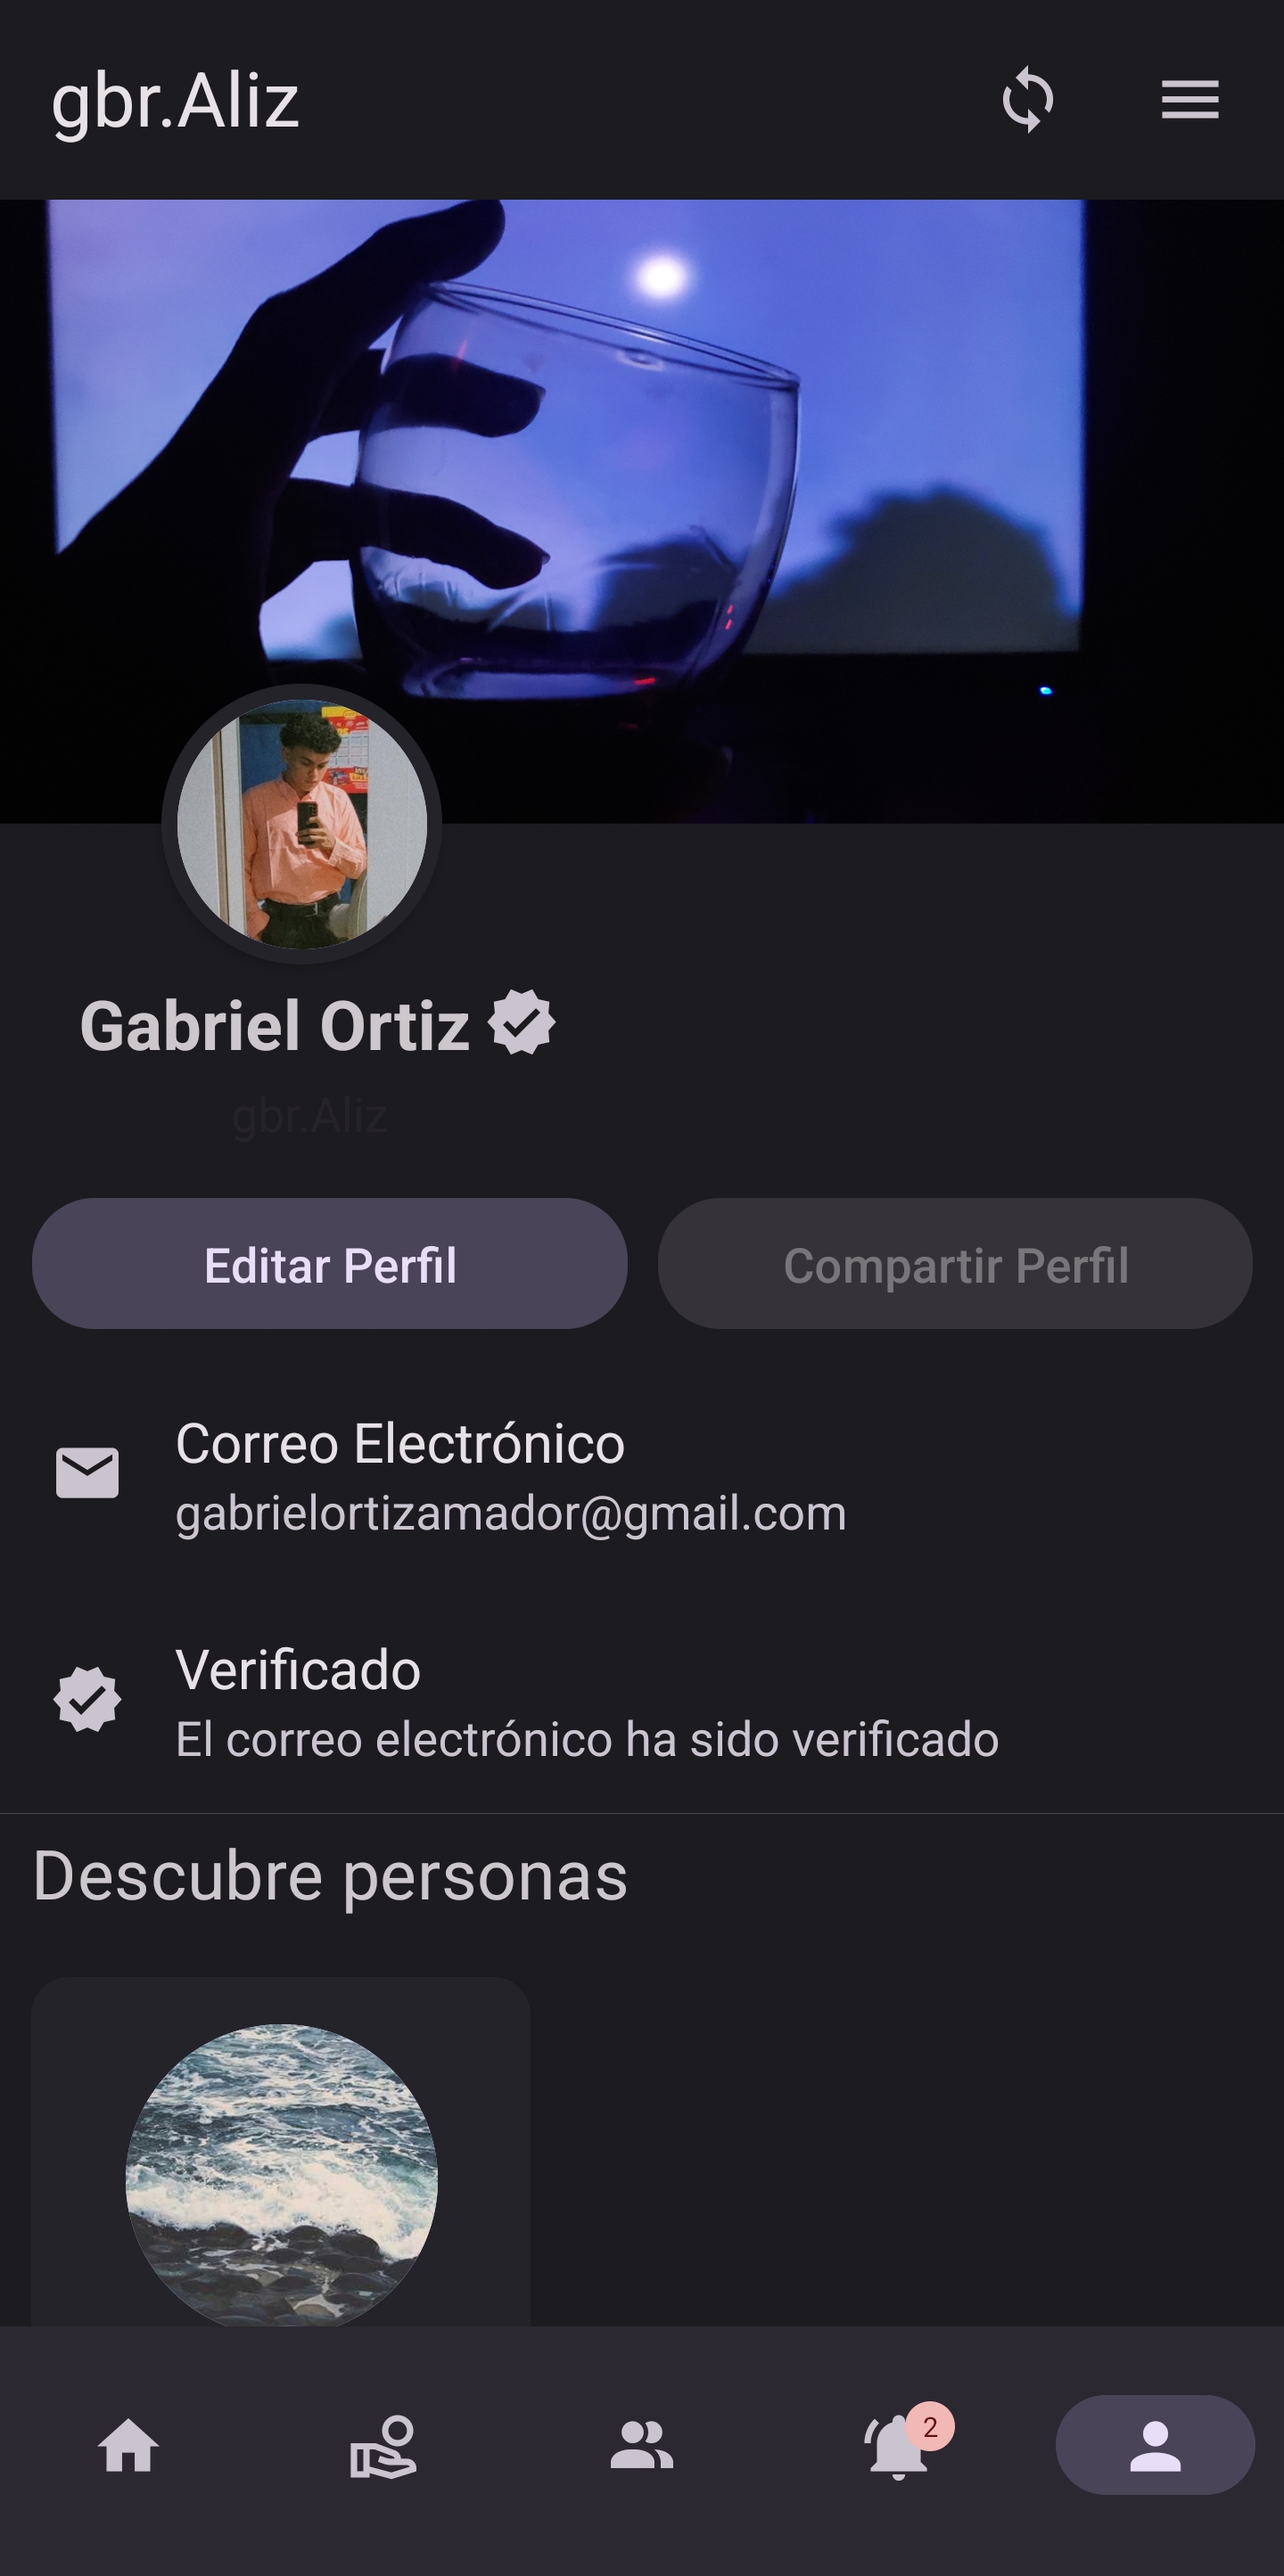 gbr.Aliz
Gabriel Ortiz
gbr.Aliz
Editar Perfil
Compartir Perfil
Correo Electrónico
gabrielortizamador@gmail.com
Verificado
El correo electrónico ha sido verificado
Descubre personas
2